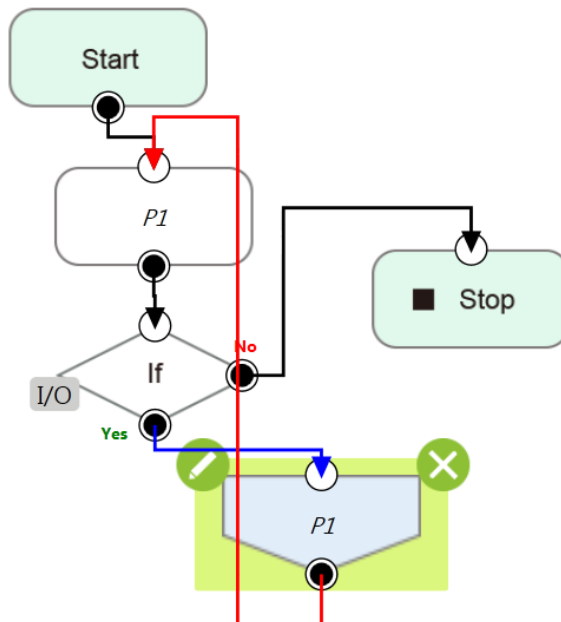 Start
P1
If
No
Stop
I/O
Yes
P1